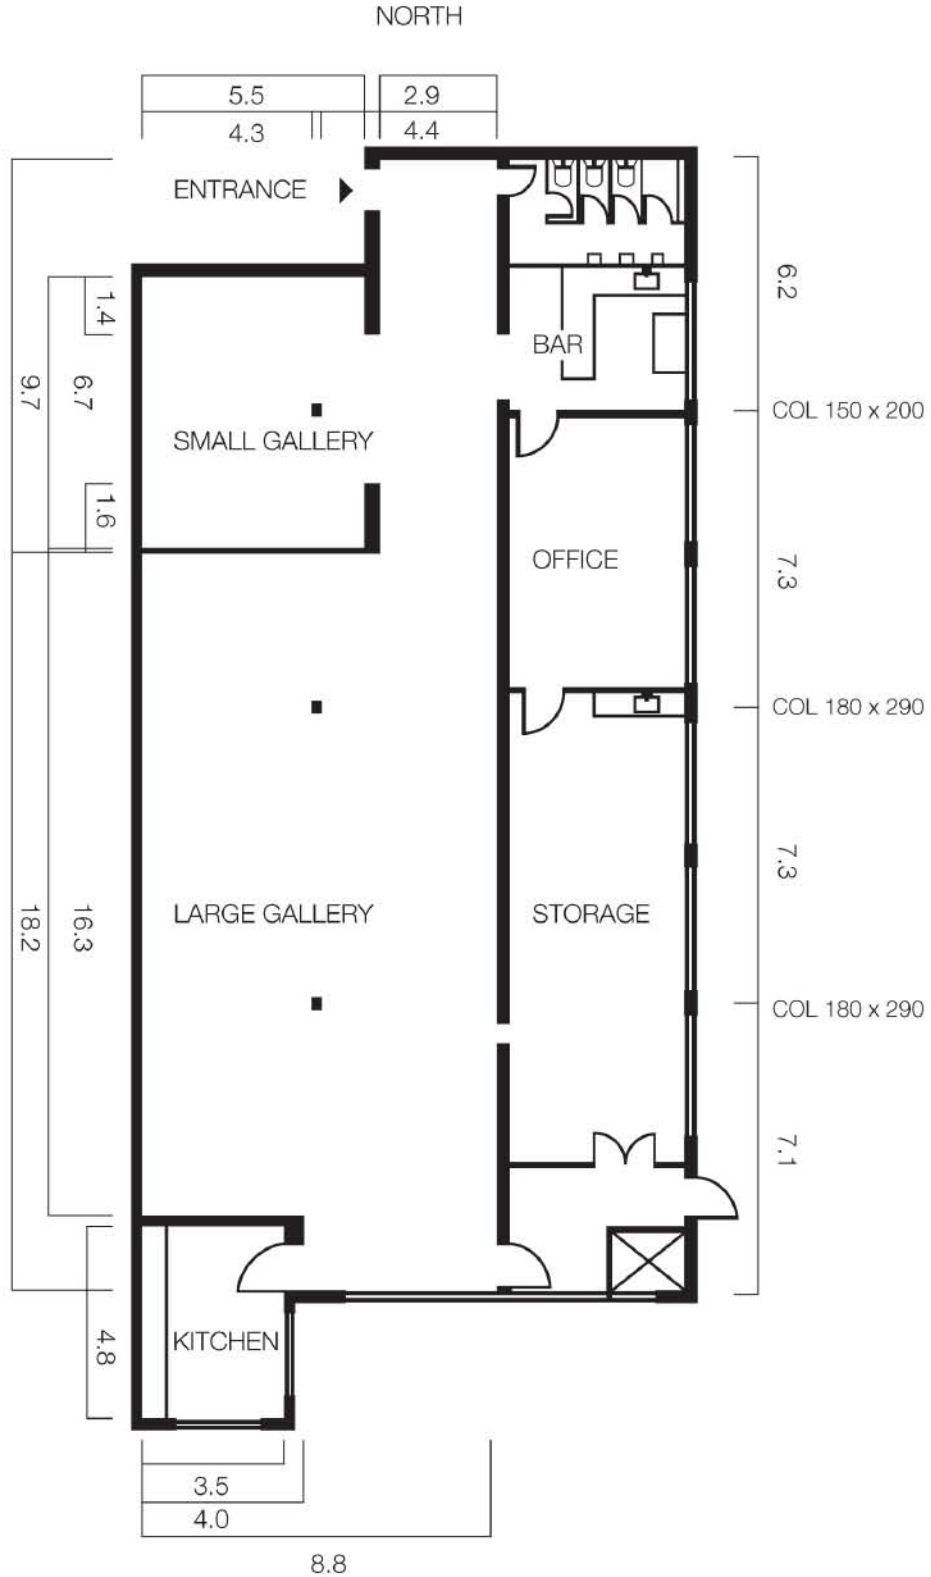 NORTH
5.5
2.9
4.3
4.4
ENTRANCE
6.2
1.4
9.7
6.7
BAR
COL 150 x 200
SMALL GALLERY
1.6
OFFICE
7.3
COL 180 x 290
7.3
18.2
16.3
LARGE GALLERY
STORAGE
COL 180 x 290
7.1
4.8
KITCHEN
3.5
4.0
8.8